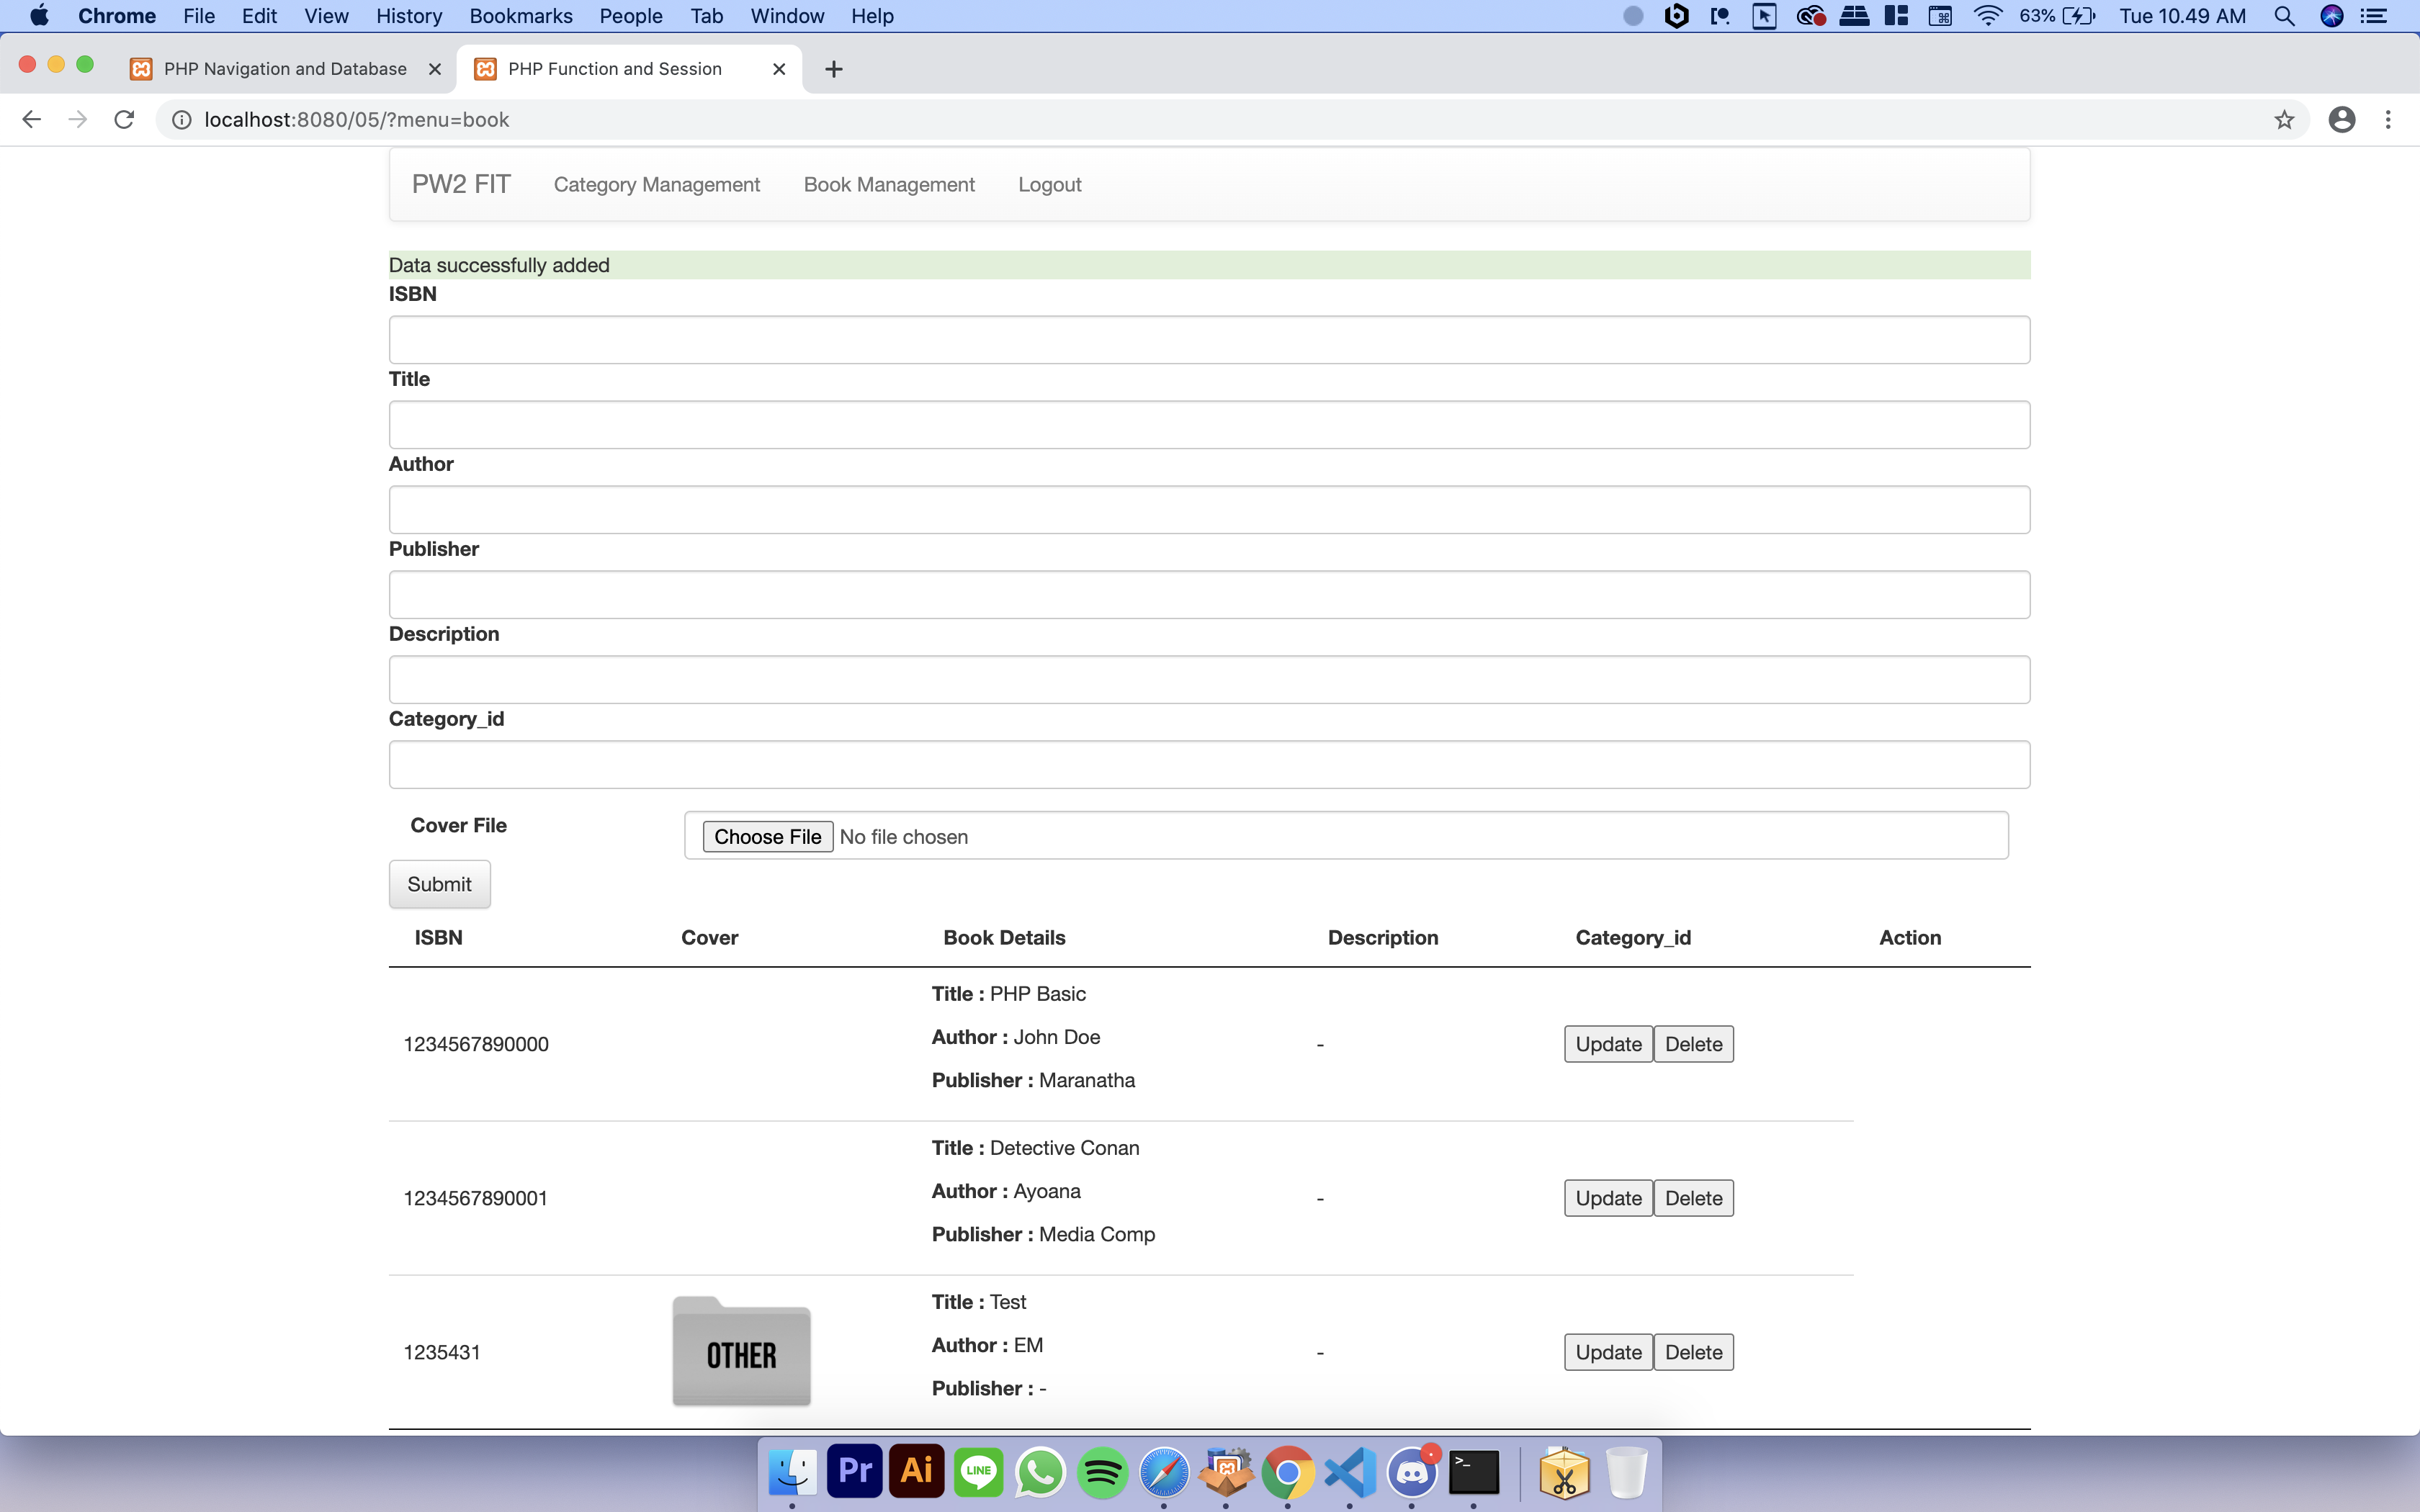 Chrome File Edit View History Bookmarks People Tab Window Help 63% Tue 10.49 AM
PHP Navigation and Database PHP Function and Session
localhost:8080/05/?menu=book
PW2 FIT Category Management Book Management Logout
Data successfully added
ISBN
Title
Author
Publisher
Description
Category_id
Cover File Choose File No file chosen
Submit
ISBN Cover Book Details Description Category_id Action
Title : PHP Basic
Author : John Doe
1234567890000 - Update Delete
Publisher : Maranatha
Title : Detective Conan
Author : Ayoana
1234567890001 - Update Delete
Publisher : Media Comp
Title : Test
Author : EM
1235431 OTHER - Update Delete
Publisher : -
Pr Ai LINE >_